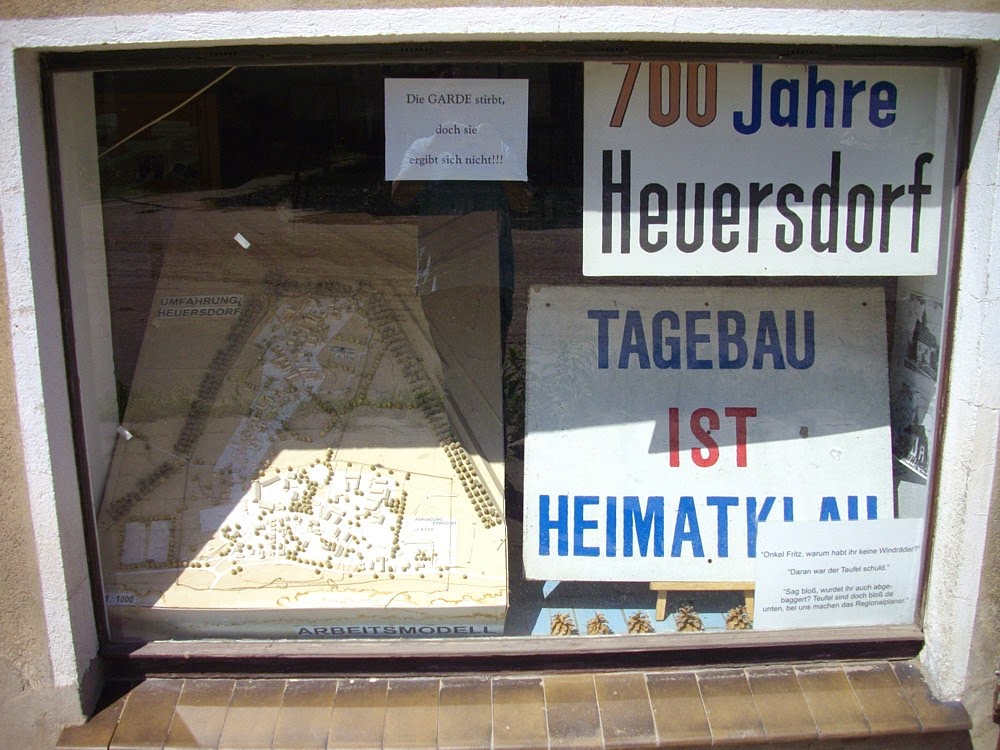 Die GARDE stirbt,
doch sie
ergibt sich nicht!!!
700 Jahre
Heuersdorf
UMFAHRUNG
HEUERSDORF
TAGEBAU
IST
HEIMATKLAU
"Onkel Fritz, warum habt ihr keine Windräder?"
"Daran war der Teufel schuld."
"Sag bloß, wurdet ihr auch abge-
baggert? Teufel sind doch bloß da
unten, bei uns machen das Regionalplaner."
1 : 1000
ARBEITSMODELL